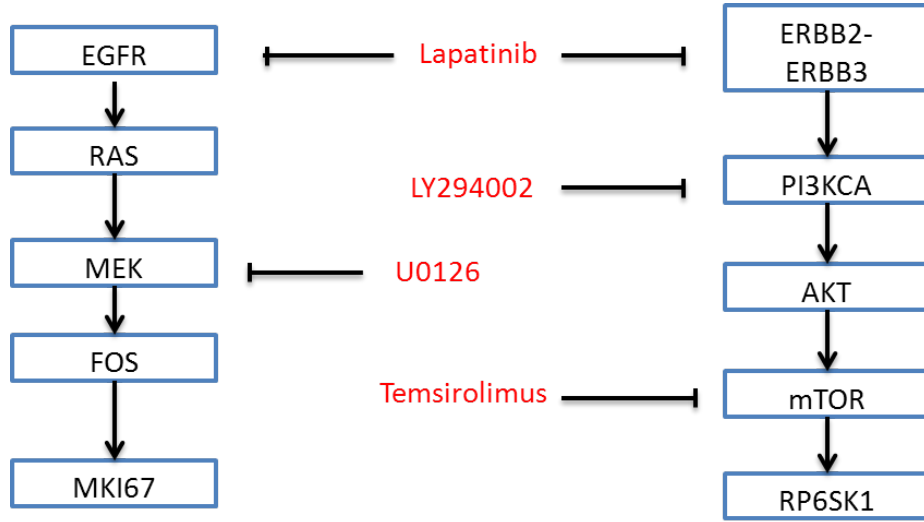 EGFR
Lapatinib
ERBB2-
ERBB3
RAS
LY294002
PI3KCA
MEK
U0126
AKT
FOS
Temsirolimus
mTOR
MKI67
RP6SK1